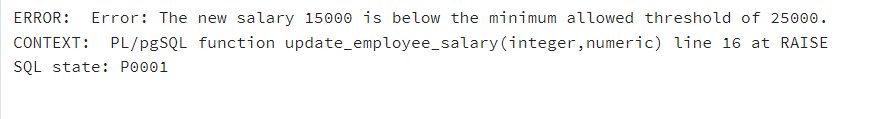 ERROR:  Error: The new salary 15000 is below the minimum allowed threshold of 25000.
CONTEXT:  PL/pgSQL function update_employee_salary(integer,numeric) line 16 at RAISE
SQL state: P0001